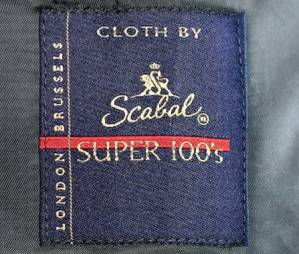 CLOTH BY
Scabal
SUPER 100's
LONDON BRUSSELS